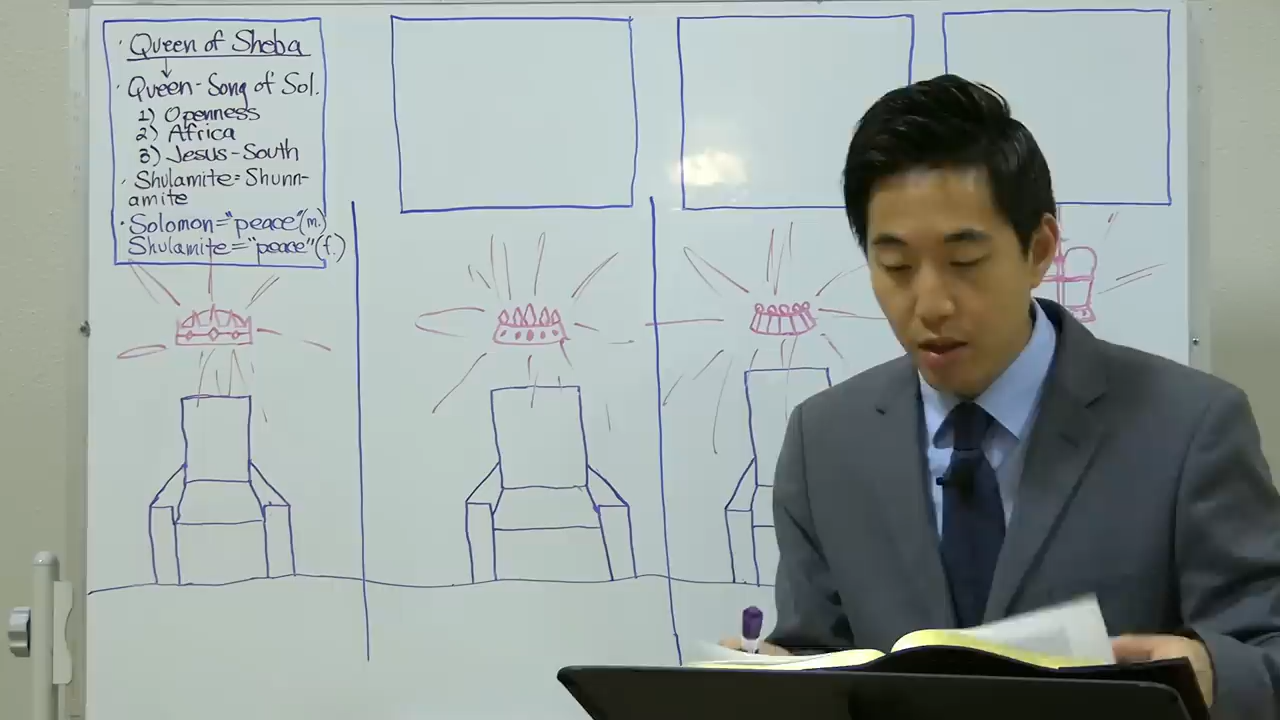 · Queen of Sheba
· Queen-Song of Sol.
1) Openness
2) Africa
3) Jesus-South
· Shulamite=Shunn-
amite
· Solomon="peace"(m.)
Shulamite="peace"(f.)